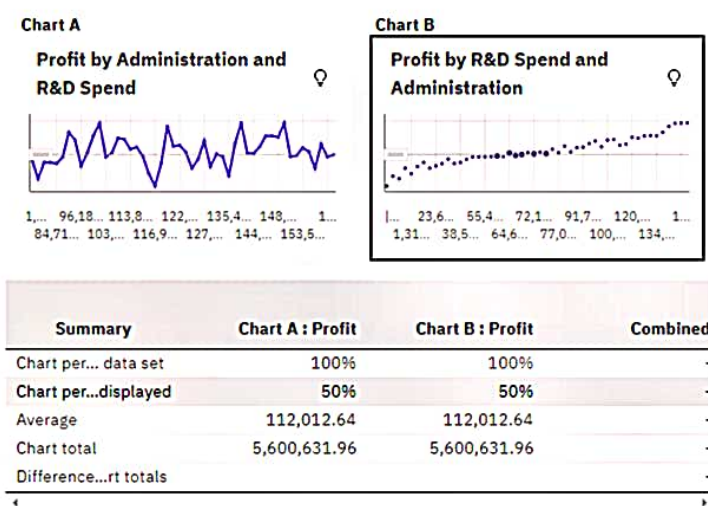 Chart A
Chart B
Profit by Administration and
R&D Spend
Profit by R&D Spend and
Administration
1,... 96,18... 113,8... 122,... 135,4... 148,... 1...
84,71... 103,... 116,9... 127,... 144,... 153,5...
23,6... 55,4... 72,1... 91,7... 120,... 1...
1,31... 38,5... 64,6... 77,0... 100,... 134,...
Summary Chart A : Profit Chart B : Profit Combined
Chart per... data set 100% 100% -
Chart per...displayed 50% 50% -
Average 112,012.64 112,012.64 -
Chart total 5,600,631.96 5,600,631.96 -
Difference...rt totals -